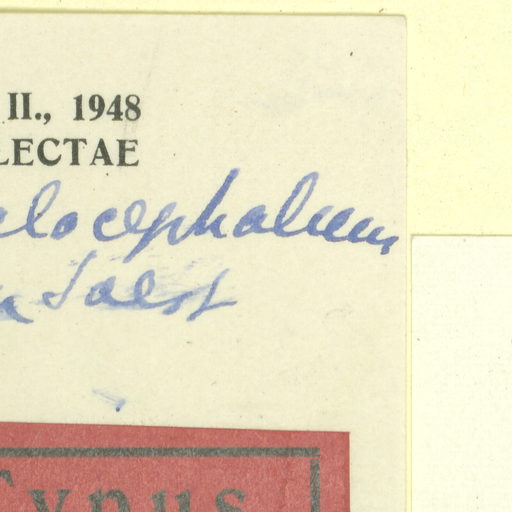 II., 1948
LECTAE
elocephalum
Typus